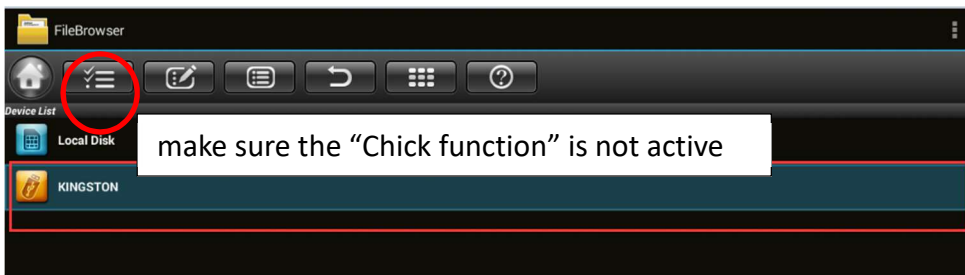 FileBrowser
Device List
Local Disk
make sure the “Chick function” is not active
KINGSTON